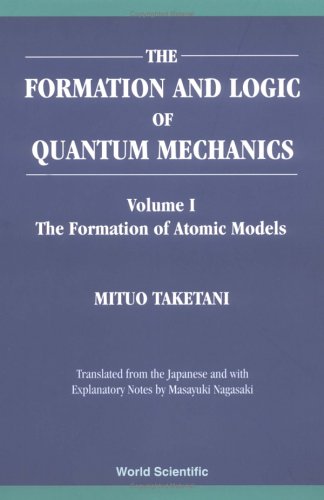 THE
FORMATION AND LOGIC
OF
QUANTUM MECHANICS
Volume I
The Formation of Atomic Models
MITUO TAKETANI
Translated from the Japanese and with
Explanatory Notes by Masayuki Nagasaki
World Scientific